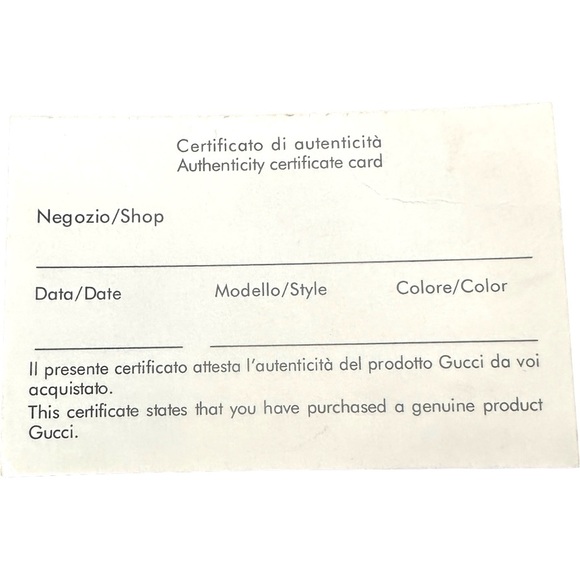 Certificato di autenticità
Authenticity certificate card
Negozio/Shop
Data/Date Modello/Style Colore/Color
Il presente certificato attesta l'autenticità del prodotto Gucci da voi
acquistato.
This certificate states that you have purchased a genuine product
Gucci.